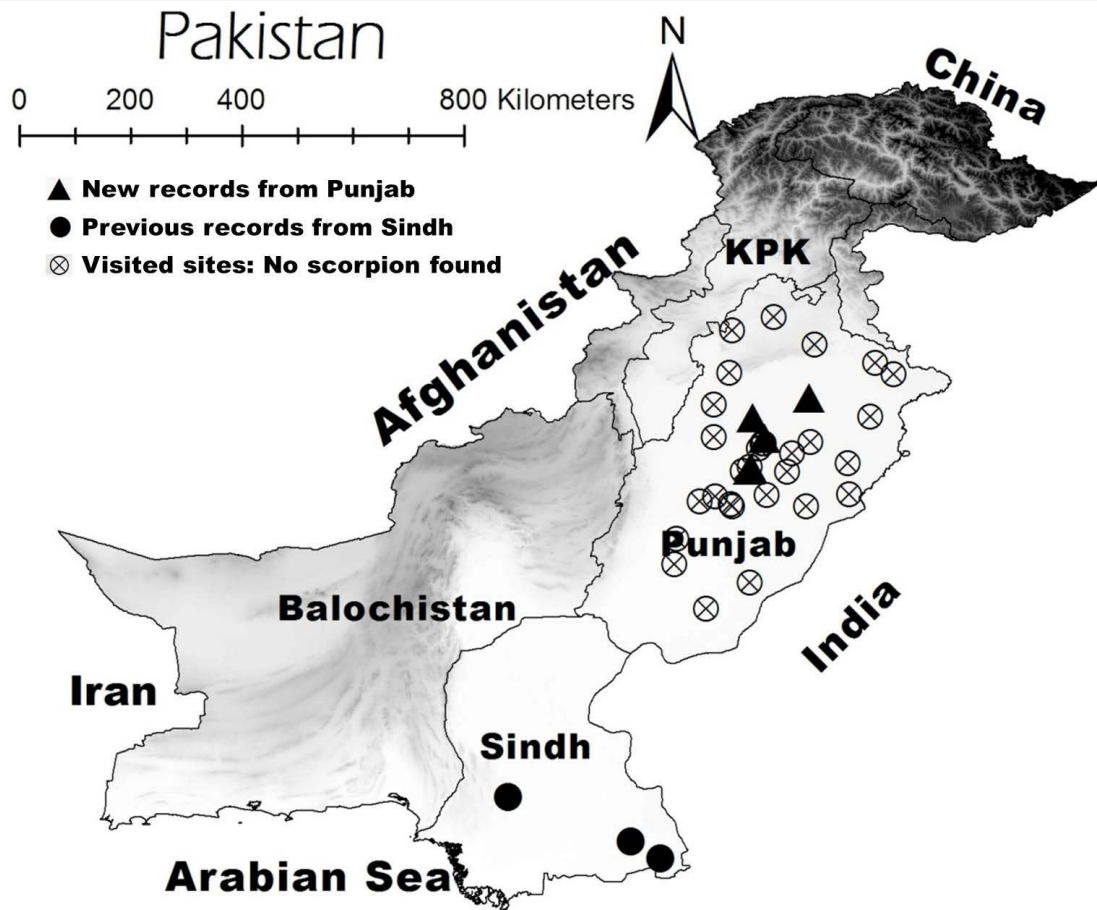 Pakistan
N
0 200 400 800 Kilometers
China
New records from Punjab
Previous records from Sindh
Visited sites: No scorpion found
KPK
Afghanistan
Punjab
Balochistan
India
Iran
Sindh
Arabian Sea